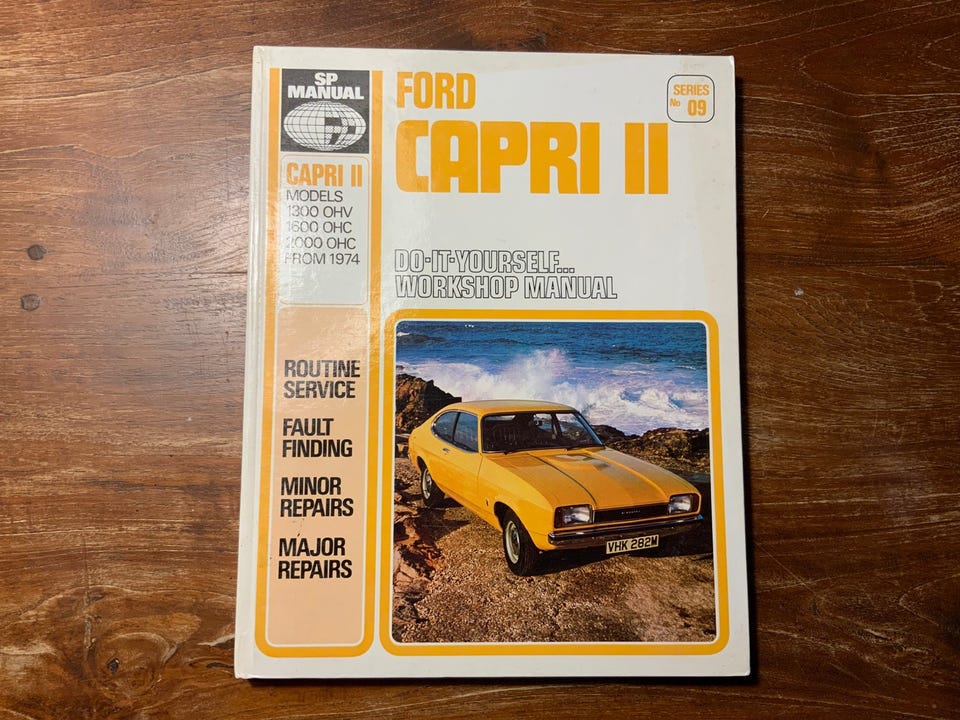 SP
MANUAL
FORD
CAPRI II
SERIES
No 09
CAPRI II
MODELS
1300 OHV
1600 OHC
2000 OHC
FROM 1974
DO-IT-YOURSELF...
WORKSHOP MANUAL
ROUTINE
SERVICE
FAULT
FINDING
MINOR
REPAIRS
MAJOR
REPAIRS
VHK 282M